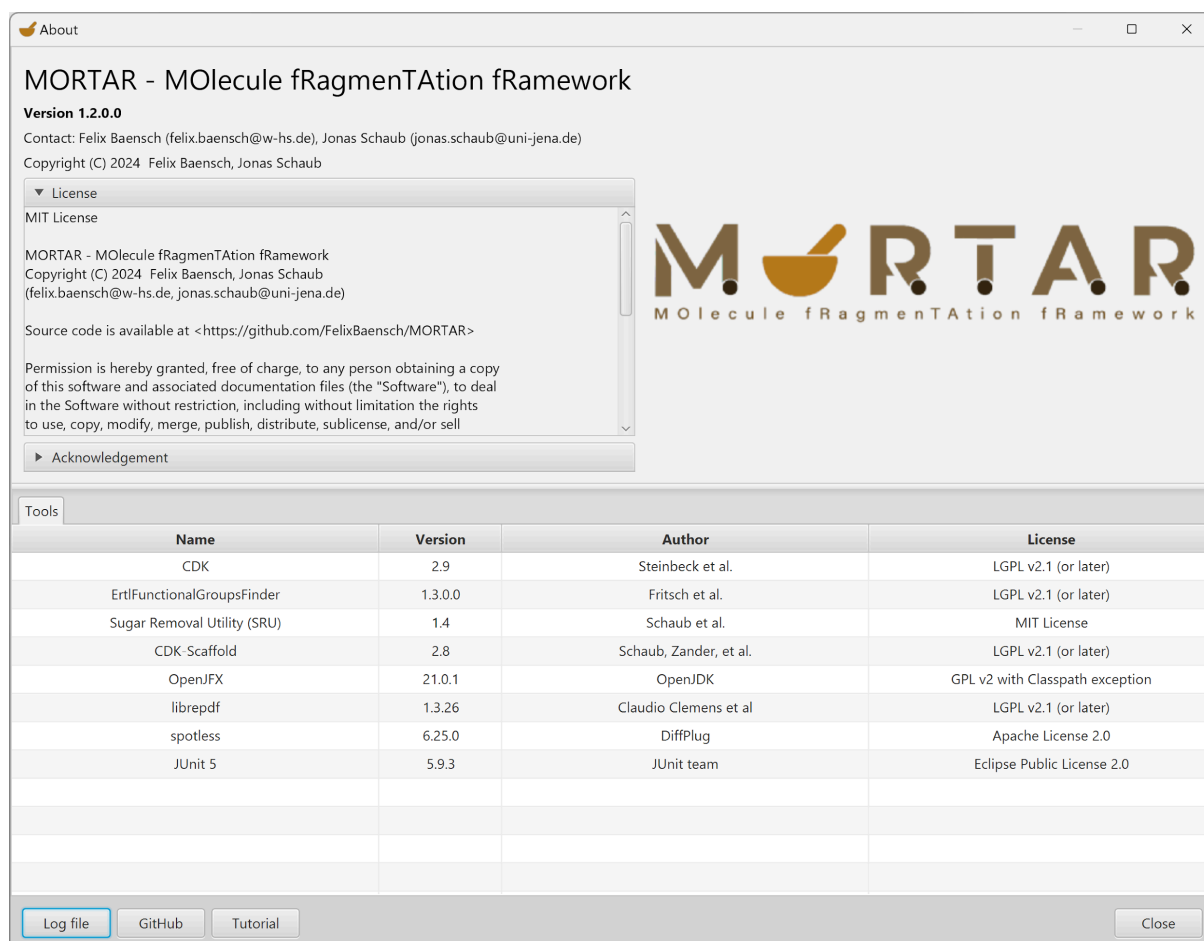 About
MORTAR - MOlecule fRagmenTAtion fRamework
Version 1.2.0.0
Contact: Felix Baensch (felix.baensch@w-hs.de), Jonas Schaub (jonas.schaub@uni-jena.de)
Copyright (C) 2024  Felix Baensch, Jonas Schaub
License
MIT License
MORTAR - MOlecule fRagmenTAtion fRamework
Copyright (C) 2024  Felix Baensch, Jonas Schaub
(felix.baensch@w-hs.de, jonas.schaub@uni-jena.de)
Source code is available at <https://github.com/FelixBaensch/MORTAR>
Permission is hereby granted, free of charge, to any person obtaining a copy
of this software and associated documentation files (the "Software"), to deal
in the Software without restriction, including without limitation the rights
to use, copy, modify, merge, publish, distribute, sublicense, and/or sell
Acknowledgement
MORTAR
MOlecule fRagmenTAtion fRamework
Tools
Name Version Author License
CDK 2.9 Steinbeck et al. LGPL v2.1 (or later)
ErtlFunctionalGroupsFinder 1.3.0.0 Fritsch et al. LGPL v2.1 (or later)
Sugar Removal Utility (SRU) 1.4 Schaub et al. MIT License
CDK-Scaffold 2.8 Schaub, Zander, et al. LGPL v2.1 (or later)
OpenJFX 21.0.1 OpenJDK GPL v2 with Classpath exception
librepdf 1.3.26 Claudio Clemens et al LGPL v2.1 (or later)
spotless 6.25.0 DiffPlug Apache License 2.0
JUnit 5 5.9.3 JUnit team Eclipse Public License 2.0
Log file GitHub Tutorial Close